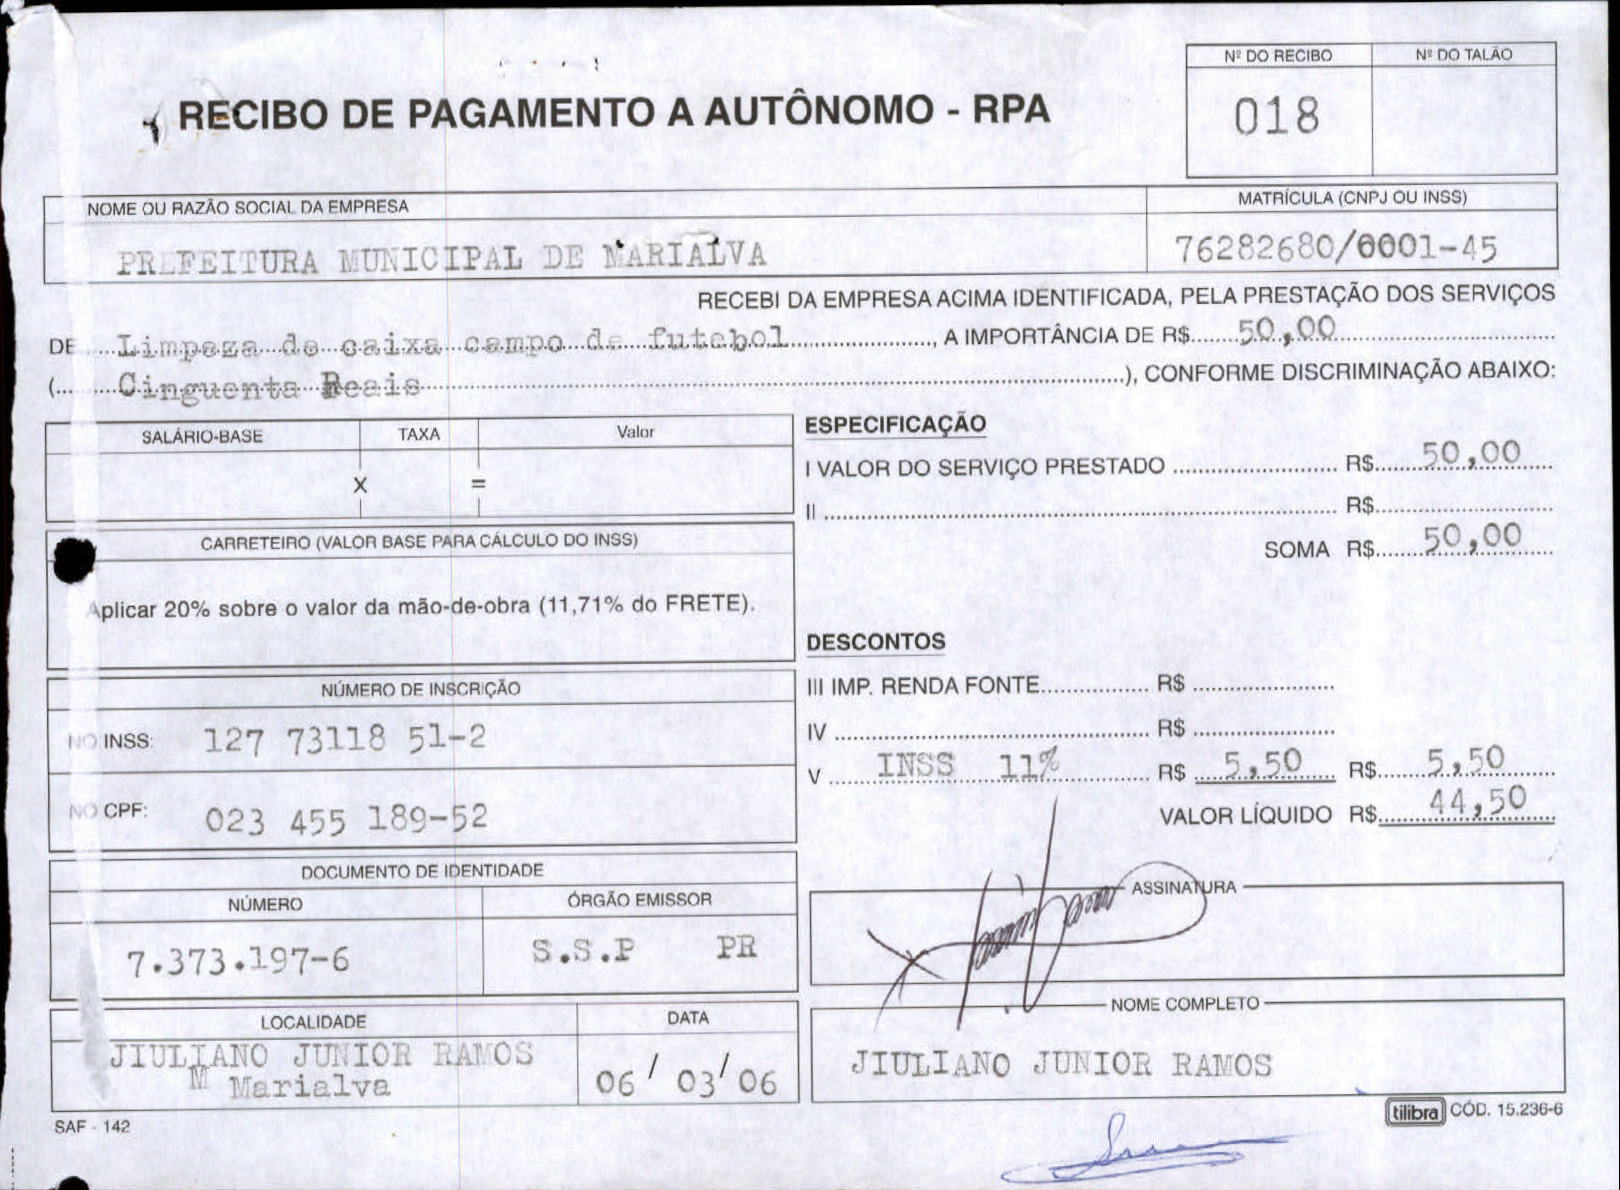 Nº DO RECIBO Nº DO TALÃO
RECIBO DE PAGAMENTO A AUTÔNOMO - RPA
018
NOME OU RAZÃO SOCIAL DA EMPRESA MATRÍCULA (CNPJ OU INSS)
PREFEITURA MUNICIPAL DE MARIALVA 76282680/0001-45
RECEBI DA EMPRESA ACIMA IDENTIFICADA, PELA PRESTAÇÃO DOS SERVIÇOS
DE Limpeza de caixa campo de futebol, A IMPORTÂNCIA DE R$ 50,00
( Cinguenta Reais ), CONFORME DISCRIMINAÇÃO ABAIXO:
SALÁRIO-BASE TAXA Valor
X =
ESPECIFICAÇÃO
I VALOR DO SERVIÇO PRESTADO R$ 50,00
II R$
SOMA R$ 50,00
CARRETEIRO (VALOR BASE PARA CÁLCULO DO INSS)
Aplicar 20% sobre o valor da mão-de-obra (11,71% do FRETE).
DESCONTOS
III IMP. RENDA FONTE R$
IV R$
V INSS 11% R$ 5,50 R$ 5,50
VALOR LÍQUIDO R$ 44,50
NÚMERO DE INSCRIÇÃO
NO INSS: 127 73118 51-2
NO CPF: 023 455 189-52
DOCUMENTO DE IDENTIDADE
NÚMERO ÓRGÃO EMISSOR
7.373.197-6 S.S.P PR
ASSINATURA
LOCALIDADE DATA
JIULIANO JUNIOR RAMOS
M Marialva 06 / 03 / 06
NOME COMPLETO
JIULIANO JUNIOR RAMOS
SAF - 142
tilibra CÓD. 15.236-6